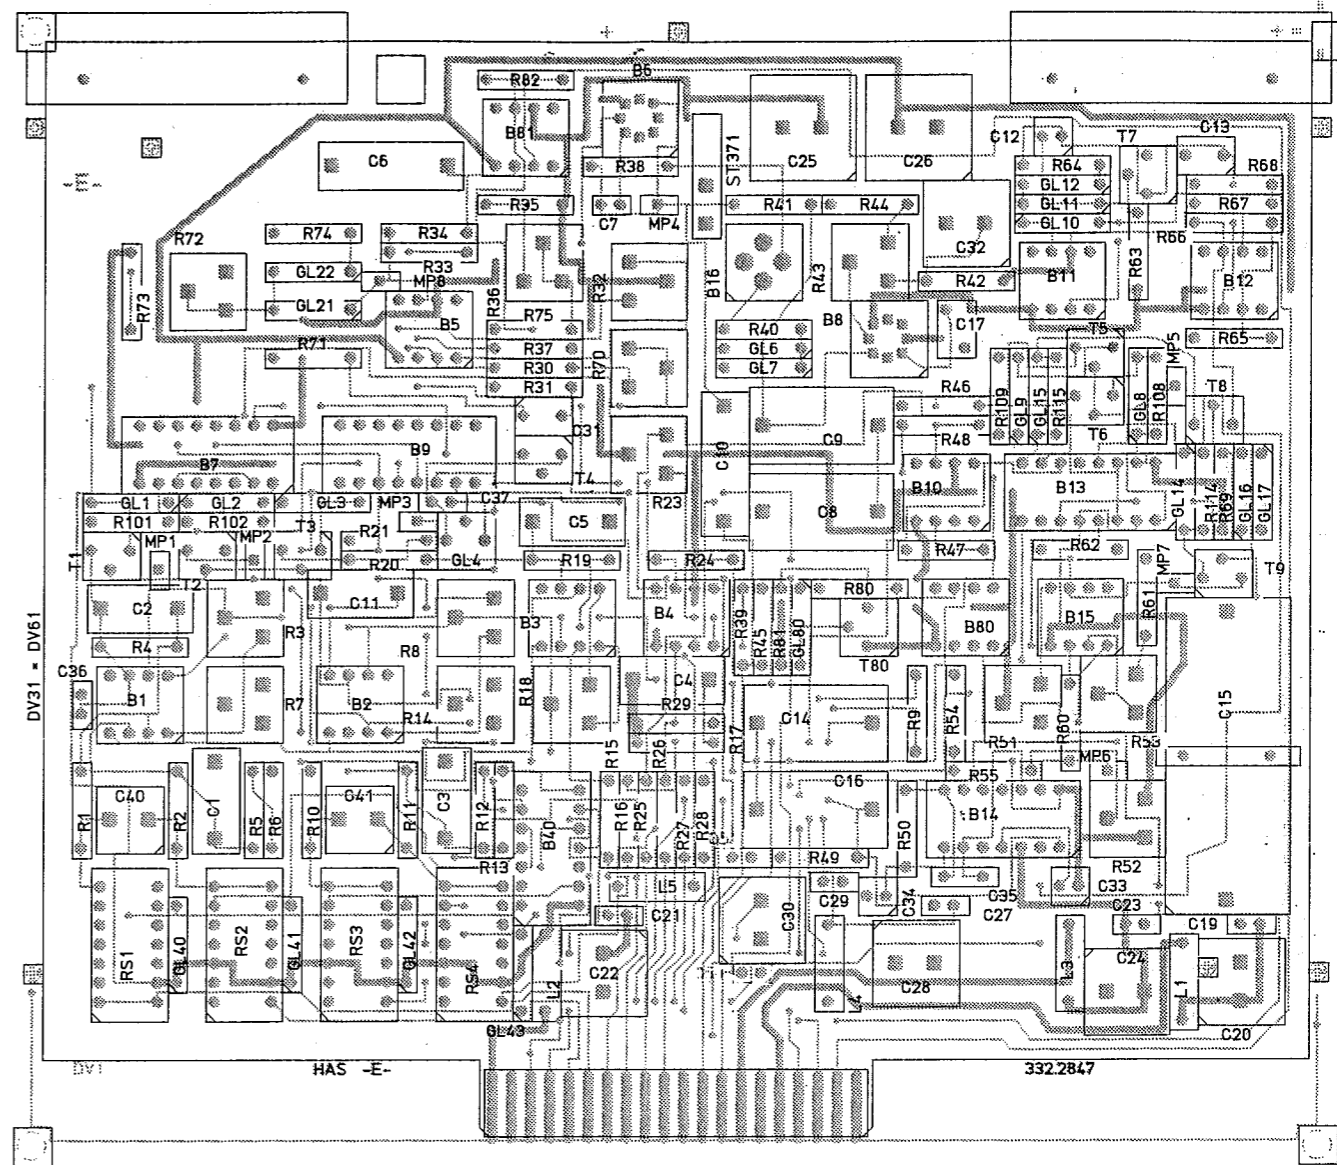 R82 B6
B81 C25 C26 C12 T7 C13
C6 R38 ST371 R64 R68
-E- GL12
R35 C7 MP4 R41 R44 GL11 R67
GL10
R72 R74 R34 C32 R66
R33 B16 R43 B11 R63 B12
GL22 MP8 R36 R32 R42
R73 GL21 B5 R75 R40 B8 C17 T5 R65
R71 R37 R70 GL6 MP5
R30 GL7
R31 R46 R109 GL9 GL15 R115 GL8 R108 T8
C31 C10 C9 R48 T6
B7 B9 T4 R23 B10 B13 GL14 R114 R69 GL16 GL17
GL1 GL2 GL3 MP3 C37 C8
R101 R102 T3 R21 C5
T1 MP1 MP2 R20 GL4 R19 R24 R47 R62 MP7
T2 T9
C2 C11 B3 B4 R39 R45 R81 GL80 R80 R61
R4 R3 R8 T80 B80 B15
C36
B1 R7 B2 R14 R18 C4 C15
R29 C14 R9 R54 R60 R53
R15 R26 R17 R51 MP6
R55
R1 C40 R2 C1 R5 R6 R10 C41 R11 C3 R12 B40 R16 R25 R27 R28 C16 R50 B14
R13 R49 R52
L5 C35 C33
C21 C30 C29 C34 C27 C23 C19
RS1 GL40 RS2 GL41 RS3 GL42 RS4 L2 C22 C28 L3 C24 L1
GL43 L4 C20
DV31 = DV61
DV1 HAS -E- 332.2847